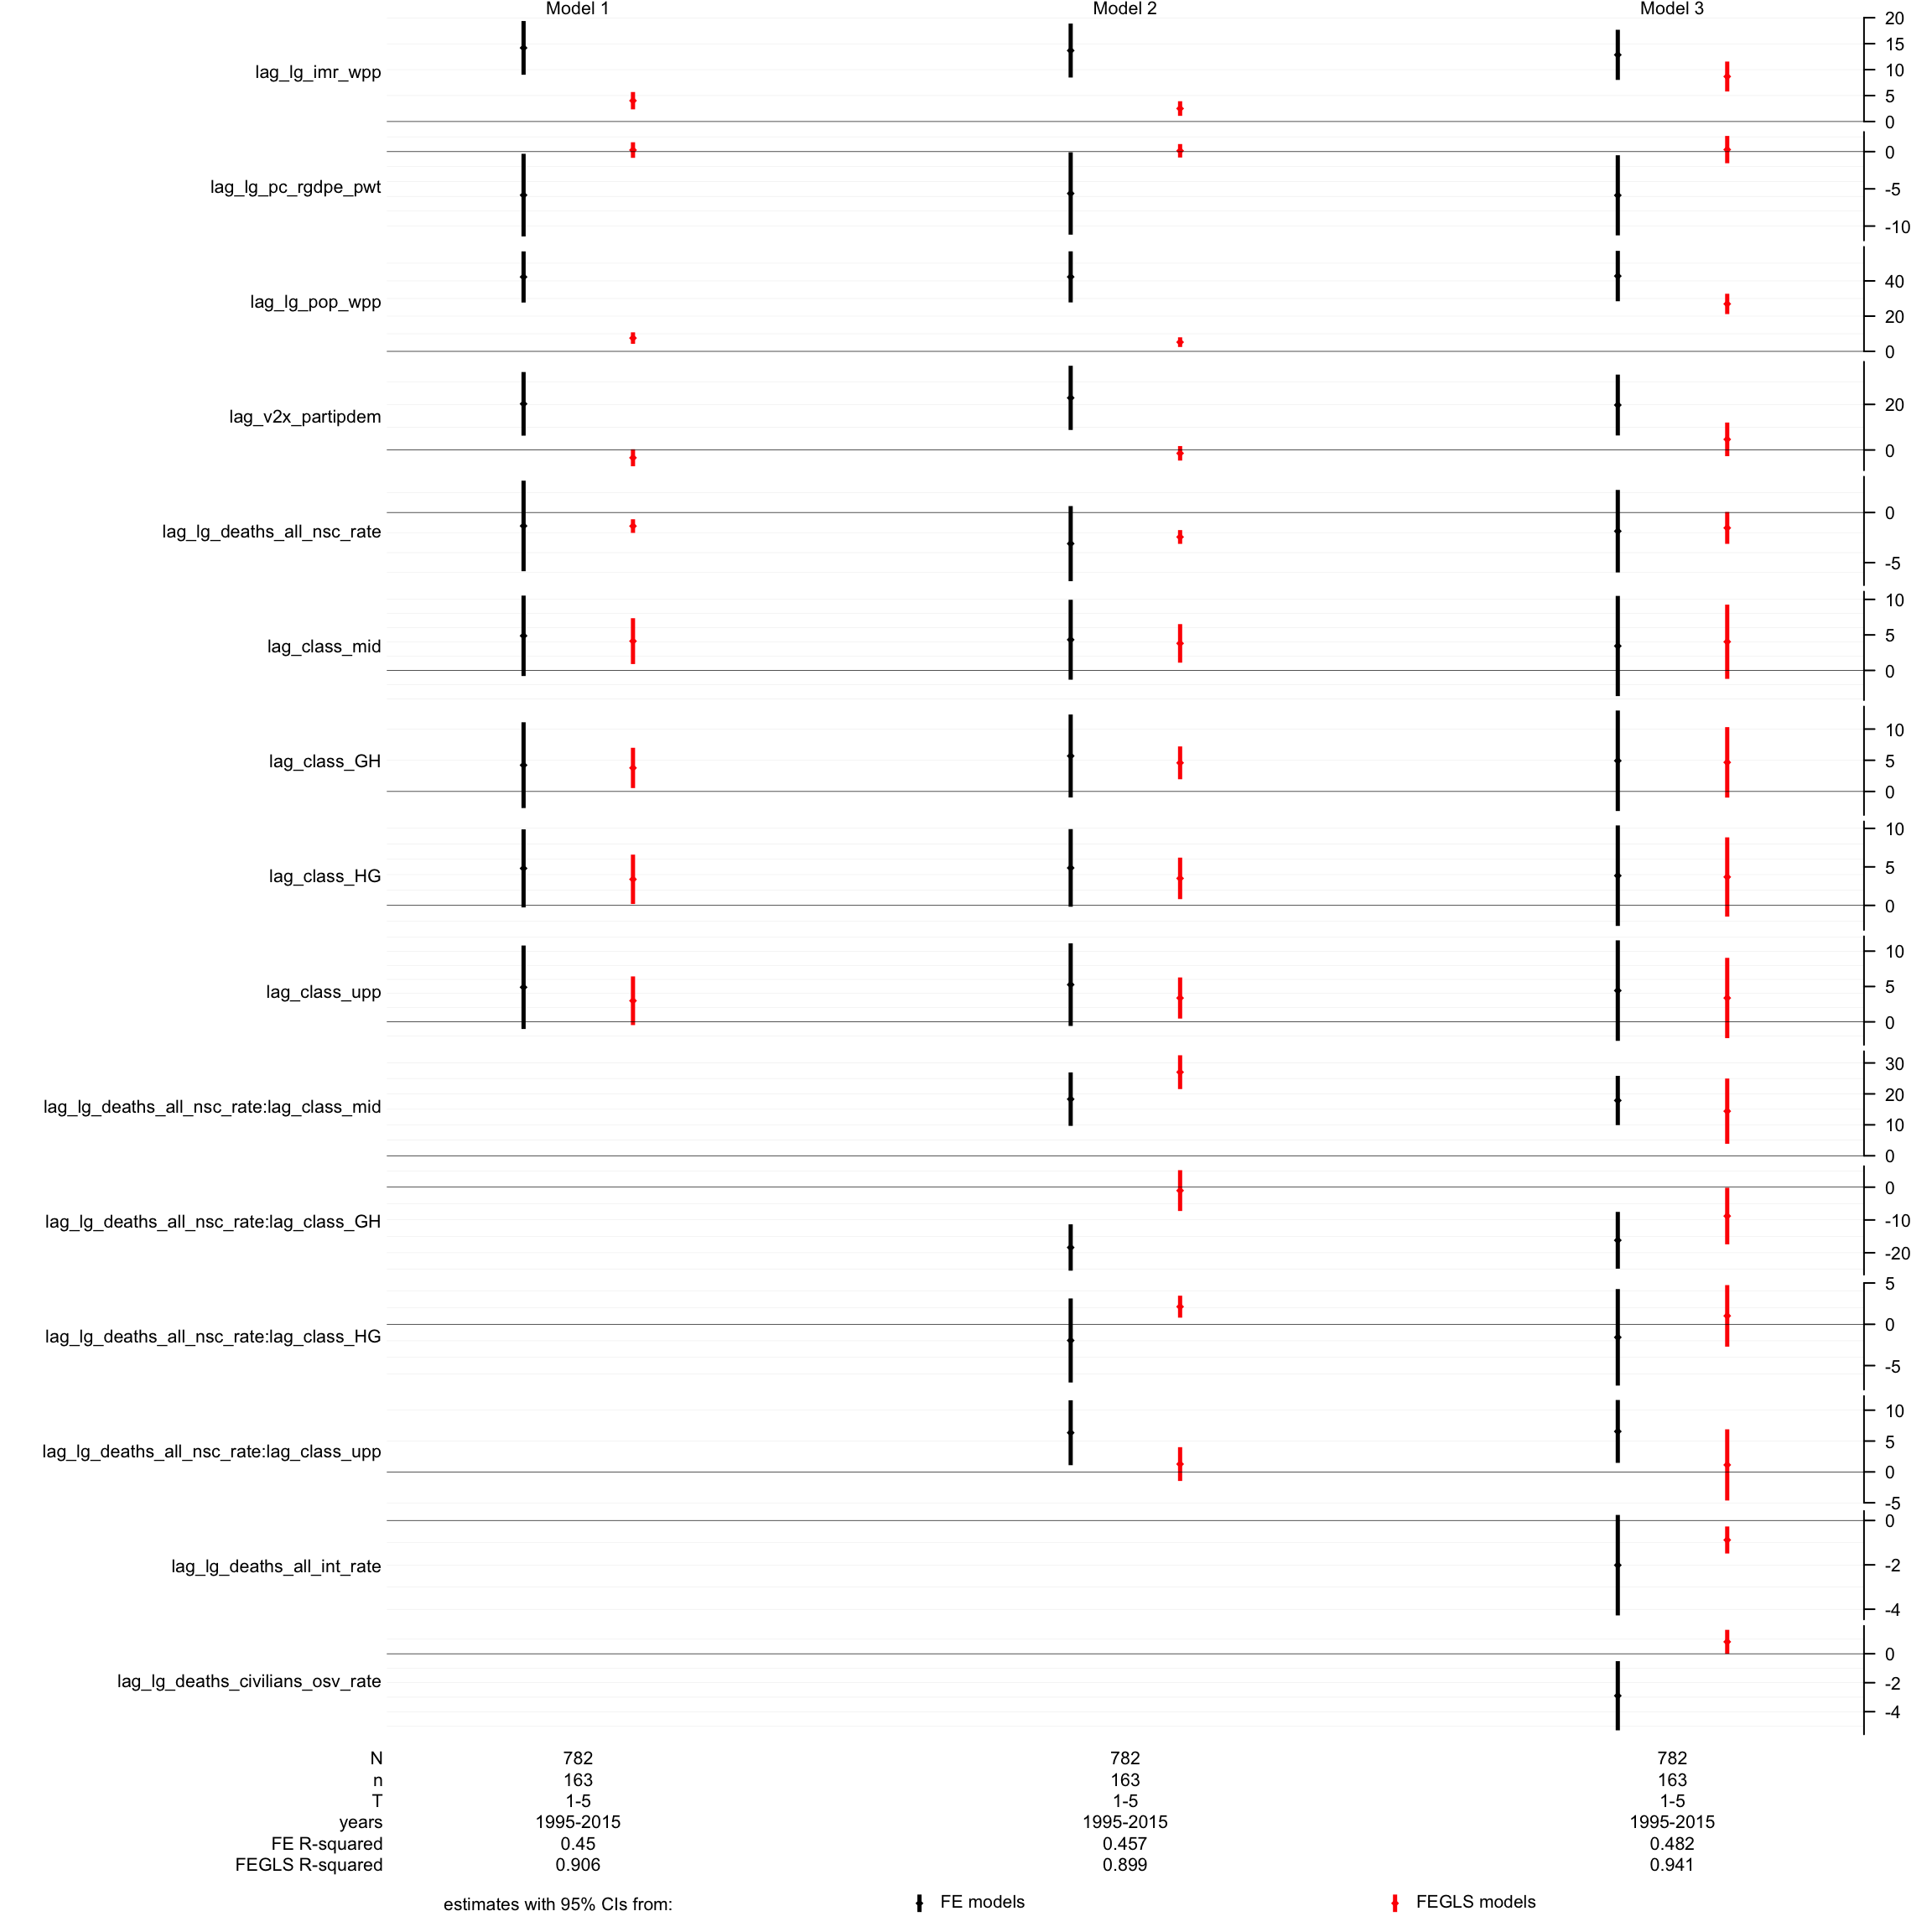 Model 1 Model 2 Model 3
lag_lg_imr_wpp
20
15
10
5
0
lag_lg_pc_rgdpe_pwt
0
-5
-10
lag_lg_pop_wpp
40
20
0
lag_v2x_partipdem
20
0
lag_lg_deaths_all_nsc_rate
0
-5
lag_class_mid
10
5
0
lag_class_GH
10
5
0
lag_class_HG
10
5
0
lag_class_upp
10
5
0
lag_lg_deaths_all_nsc_rate:lag_class_mid
30
20
10
0
lag_lg_deaths_all_nsc_rate:lag_class_GH
0
-10
-20
lag_lg_deaths_all_nsc_rate:lag_class_HG
5
0
-5
lag_lg_deaths_all_nsc_rate:lag_class_upp
10
5
0
-5
lag_lg_deaths_all_int_rate
0
-2
-4
lag_lg_deaths_civilians_osv_rate
0
-2
-4
N 782 782 782
n 163 163 163
T 1-5 1-5 1-5
years 1995-2015 1995-2015 1995-2015
FE R-squared 0.45 0.457 0.482
FEGLS R-squared 0.906 0.899 0.941
estimates with 95% CIs from: FE models FEGLS models